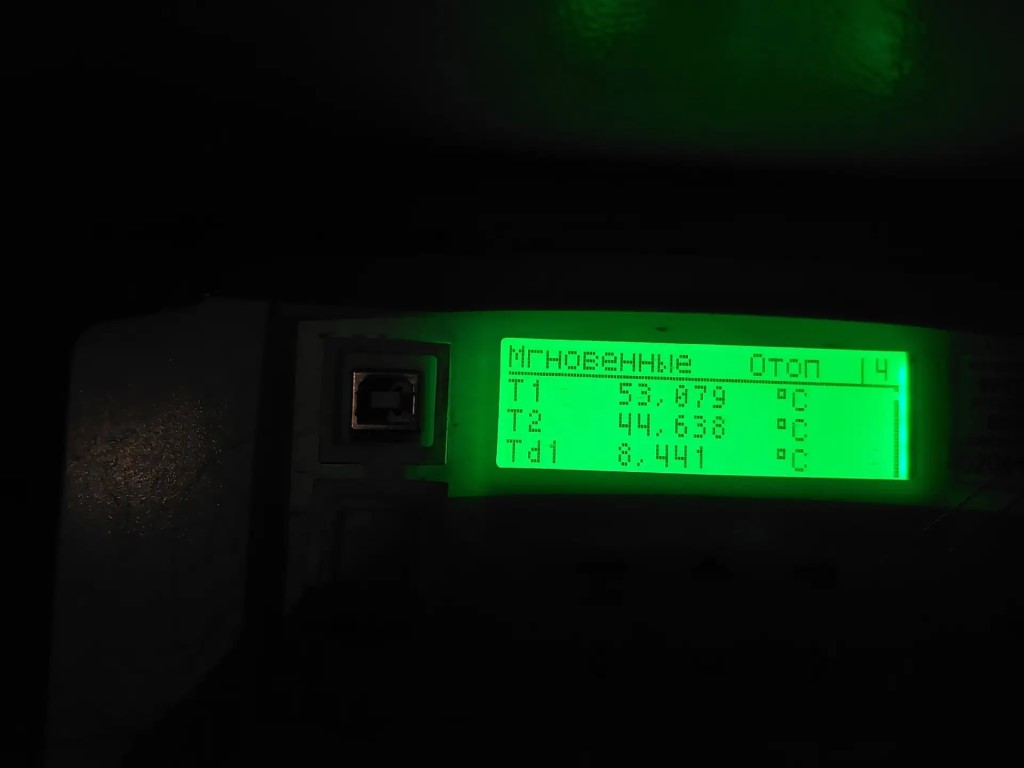 Мгновенные Отоп |4
T1 53,079 °C
T2 44,638 °C
Td1 8,441 °C